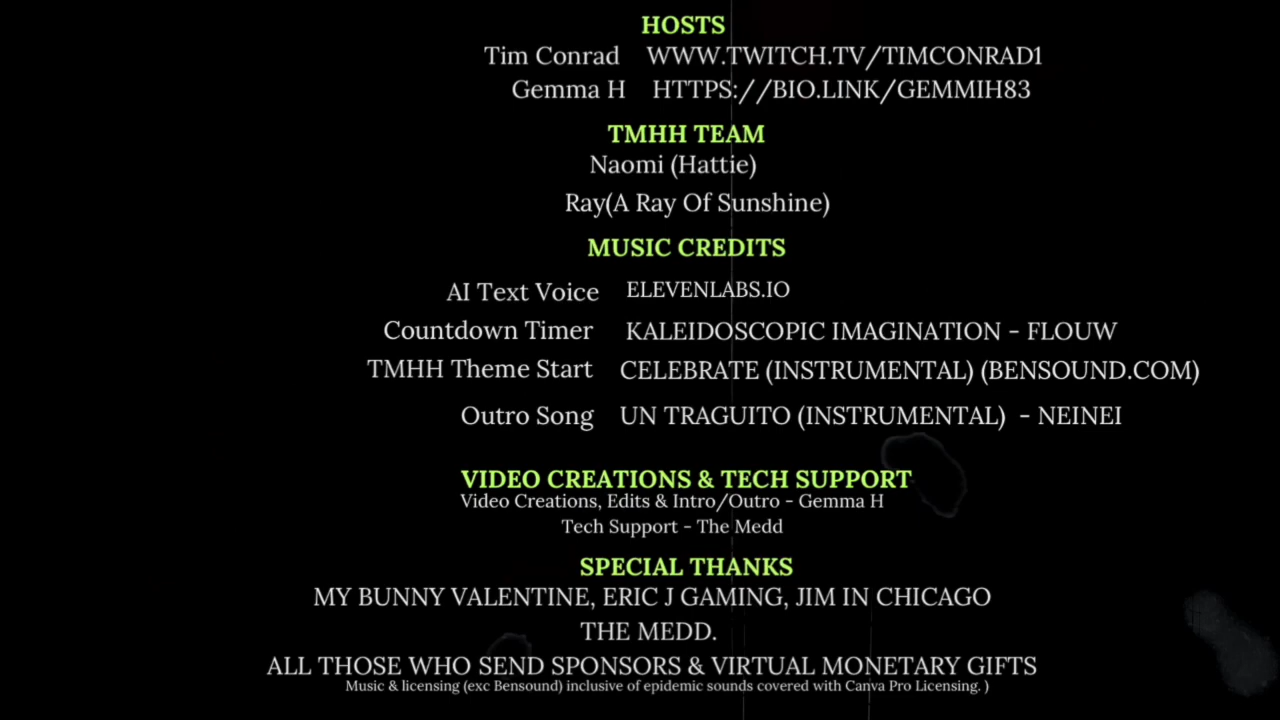 HOSTS
Tim Conrad WWW.TWITCH.TV/TIMCONRAD1
Gemma H HTTPS://BIO.LINK/GEMMIH83
TMHH TEAM
Naomi (Hattie)
Ray(A Ray Of Sunshine)
MUSIC CREDITS
AI Text Voice ELEVENLABS.IO
Countdown Timer KALEIDOSCOPIC IMAGINATION - FLOUW
TMHH Theme Start CELEBRATE (INSTRUMENTAL) (BENSOUND.COM)
Outro Song UN TRAGUITO (INSTRUMENTAL) - NEINEI
VIDEO CREATIONS & TECH SUPPORT
Video Creations, Edits & Intro/Outro - Gemma H
Tech Support - The Medd
SPECIAL THANKS
MY BUNNY VALENTINE, ERIC J GAMING, JIM IN CHICAGO
THE MEDD.
ALL THOSE WHO SEND SPONSORS & VIRTUAL MONETARY GIFTS
Music & licensing (exc Bensound) inclusive of epidemic sounds covered with Canva Pro Licensing. )